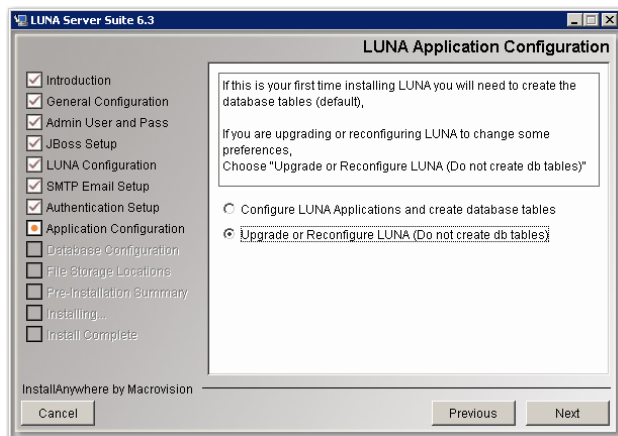 LUNA Server Suite 6.3
LUNA Application Configuration
Introduction
General Configuration
Admin User and Pass
JBoss Setup
LUNA Configuration
SMTP Email Setup
Authentication Setup
Application Configuration
Database Configuration
File Storage Locations
Pre-Installation Summary
Installing...
Install Complete
If this is your first time installing LUNA you will need to create the
database tables (default),
If you are upgrading or reconfiguring LUNA to change some
preferences,
Choose "Upgrade or Reconfigure LUNA (Do not create db tables)"
Configure LUNA Applications and create database tables
Upgrade or Reconfigure LUNA (Do not create db tables)
InstallAnywhere by Macrovision
Cancel
Previous
Next